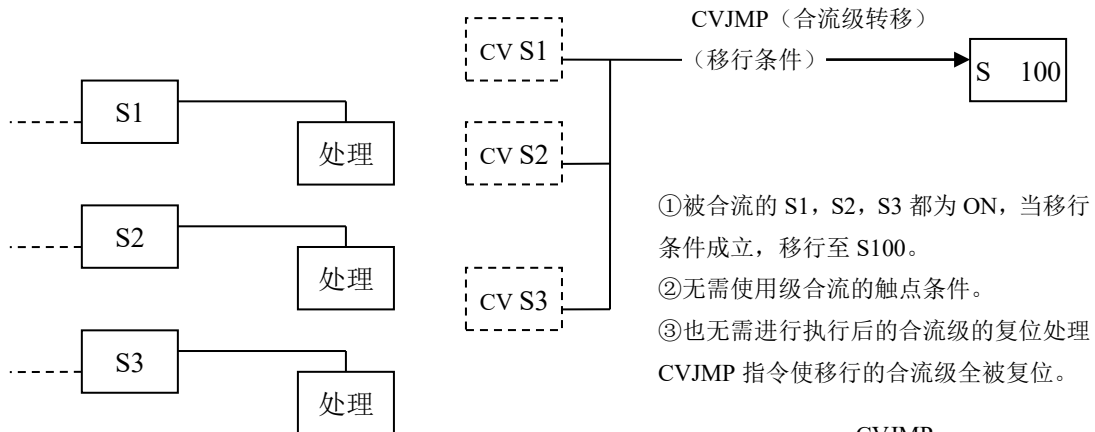 S1
处理
S2
处理
S3
处理
CV S1
CV S2
CV S3
CVJMP（合流级转移）
（移行条件）
S 100
①被合流的 S1，S2，S3 都为 ON，当移行
条件成立，移行至 S100。
②无需使用级合流的触点条件。
③也无需进行执行后的合流级的复位处理
CVJMP 指令使移行的合流级全被复位。
CVJMP